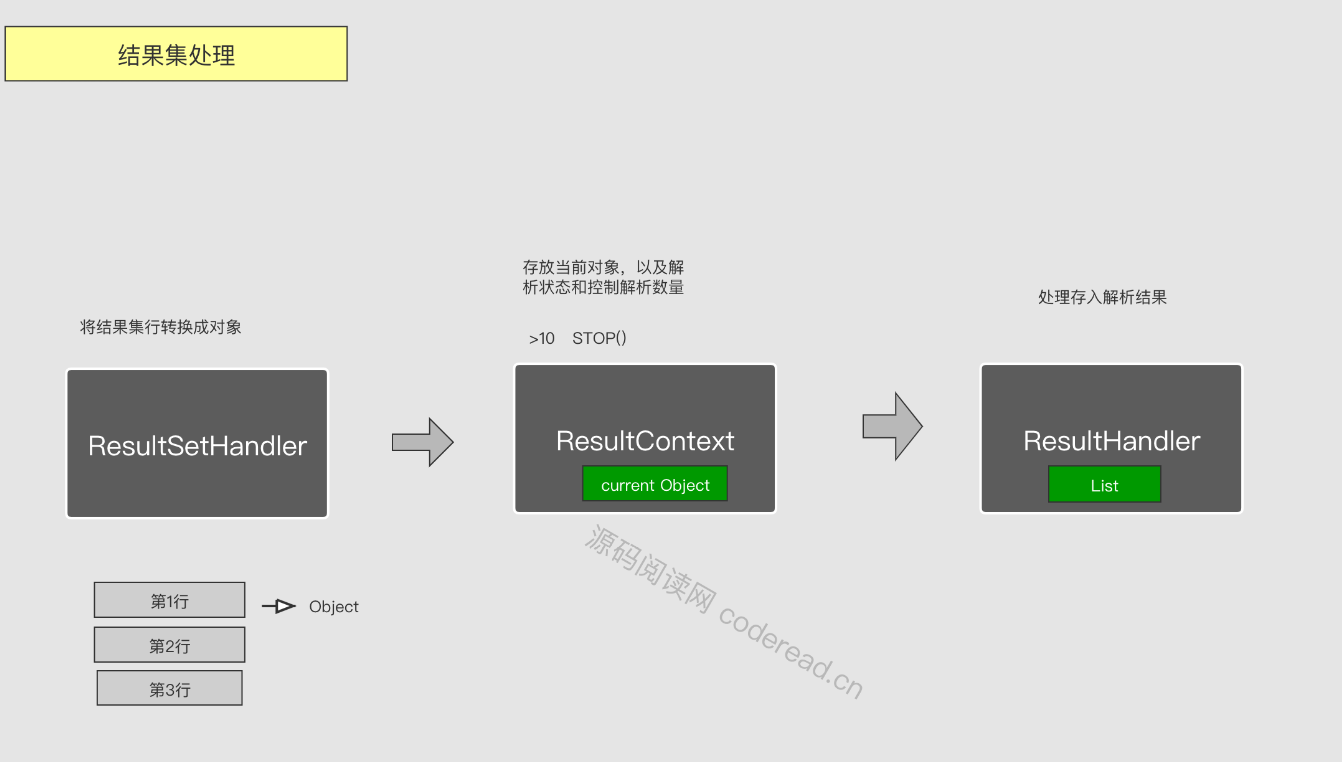 结果集处理
将结果集行转换成对象
ResultSetHandler
存放当前对象，以及解
析状态和控制解析数量
>10 STOP()
ResultContext
current Object
处理存入解析结果
ResultHandler
List
第1行
Object
第2行
第3行
源码阅读网 coderead.cn